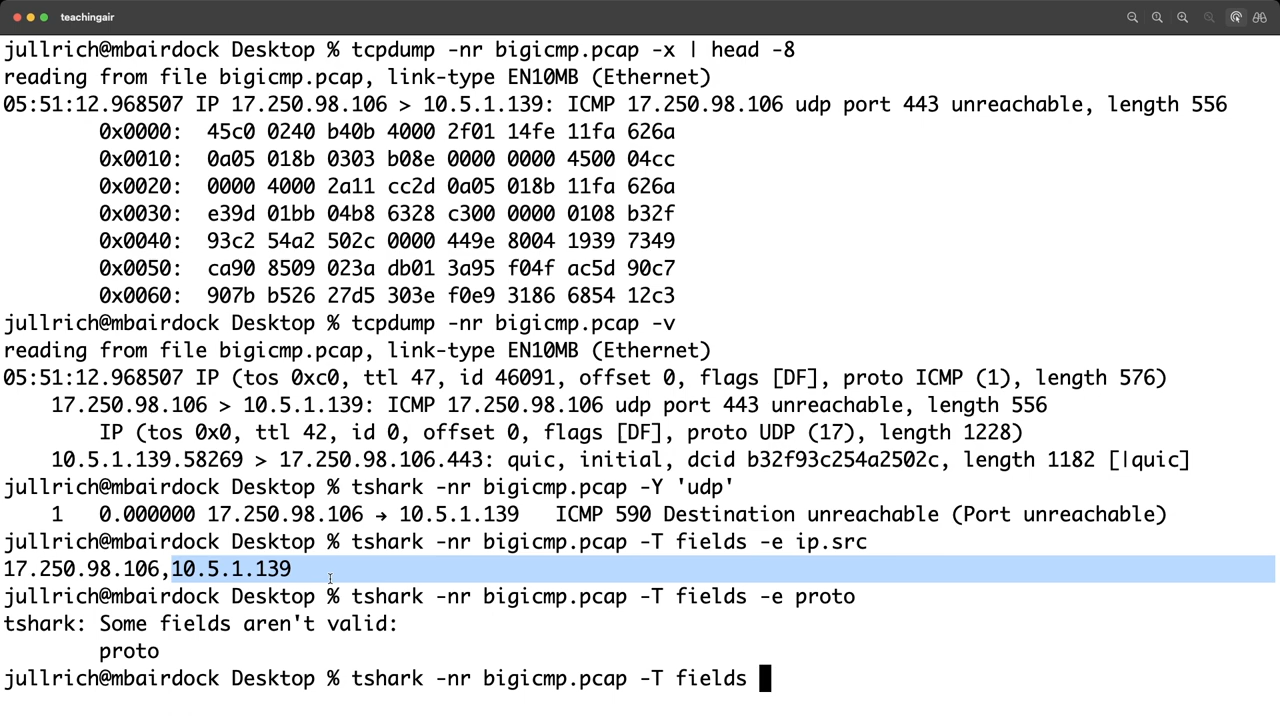 teachingair
jullrich@mbairdock Desktop % tcpdump -nr bigicmp.pcap -x | head -8
reading from file bigicmp.pcap, link-type EN10MB (Ethernet)
05:51:12.968507 IP 17.250.98.106 > 10.5.1.139: ICMP 17.250.98.106 udp port 443 unreachable, length 556
0x0000:  45c0 0240 b40b 4000 2f01 14fe 11fa 626a
0x0010:  0a05 018b 0303 b08e 0000 0000 4500 04cc
0x0020:  0000 4000 2a11 cc2d 0a05 018b 11fa 626a
0x0030:  e39d 01bb 04b8 6328 c300 0000 0108 b32f
0x0040:  93c2 54a2 502c 0000 449e 8004 1939 7349
0x0050:  ca90 8509 023a db01 3a95 f04f ac5d 90c7
0x0060:  907b b526 27d5 303e f0e9 3186 6854 12c3
jullrich@mbairdock Desktop % tcpdump -nr bigicmp.pcap -v
reading from file bigicmp.pcap, link-type EN10MB (Ethernet)
05:51:12.968507 IP (tos 0xc0, ttl 47, id 46091, offset 0, flags [DF], proto ICMP (1), length 576)
17.250.98.106 > 10.5.1.139: ICMP 17.250.98.106 udp port 443 unreachable, length 556
IP (tos 0x0, ttl 42, id 0, offset 0, flags [DF], proto UDP (17), length 1228)
10.5.1.139.58269 > 17.250.98.106.443: quic, initial, dcid b32f93c254a2502c, length 1182 [|quic]
jullrich@mbairdock Desktop % tshark -nr bigicmp.pcap -Y 'udp'
1   0.000000 17.250.98.106 → 10.5.1.139   ICMP 590 Destination unreachable (Port unreachable)
jullrich@mbairdock Desktop % tshark -nr bigicmp.pcap -T fields -e ip.src
17.250.98.106,10.5.1.139
jullrich@mbairdock Desktop % tshark -nr bigicmp.pcap -T fields -e proto
tshark: Some fields aren't valid:
proto
jullrich@mbairdock Desktop % tshark -nr bigicmp.pcap -T fields